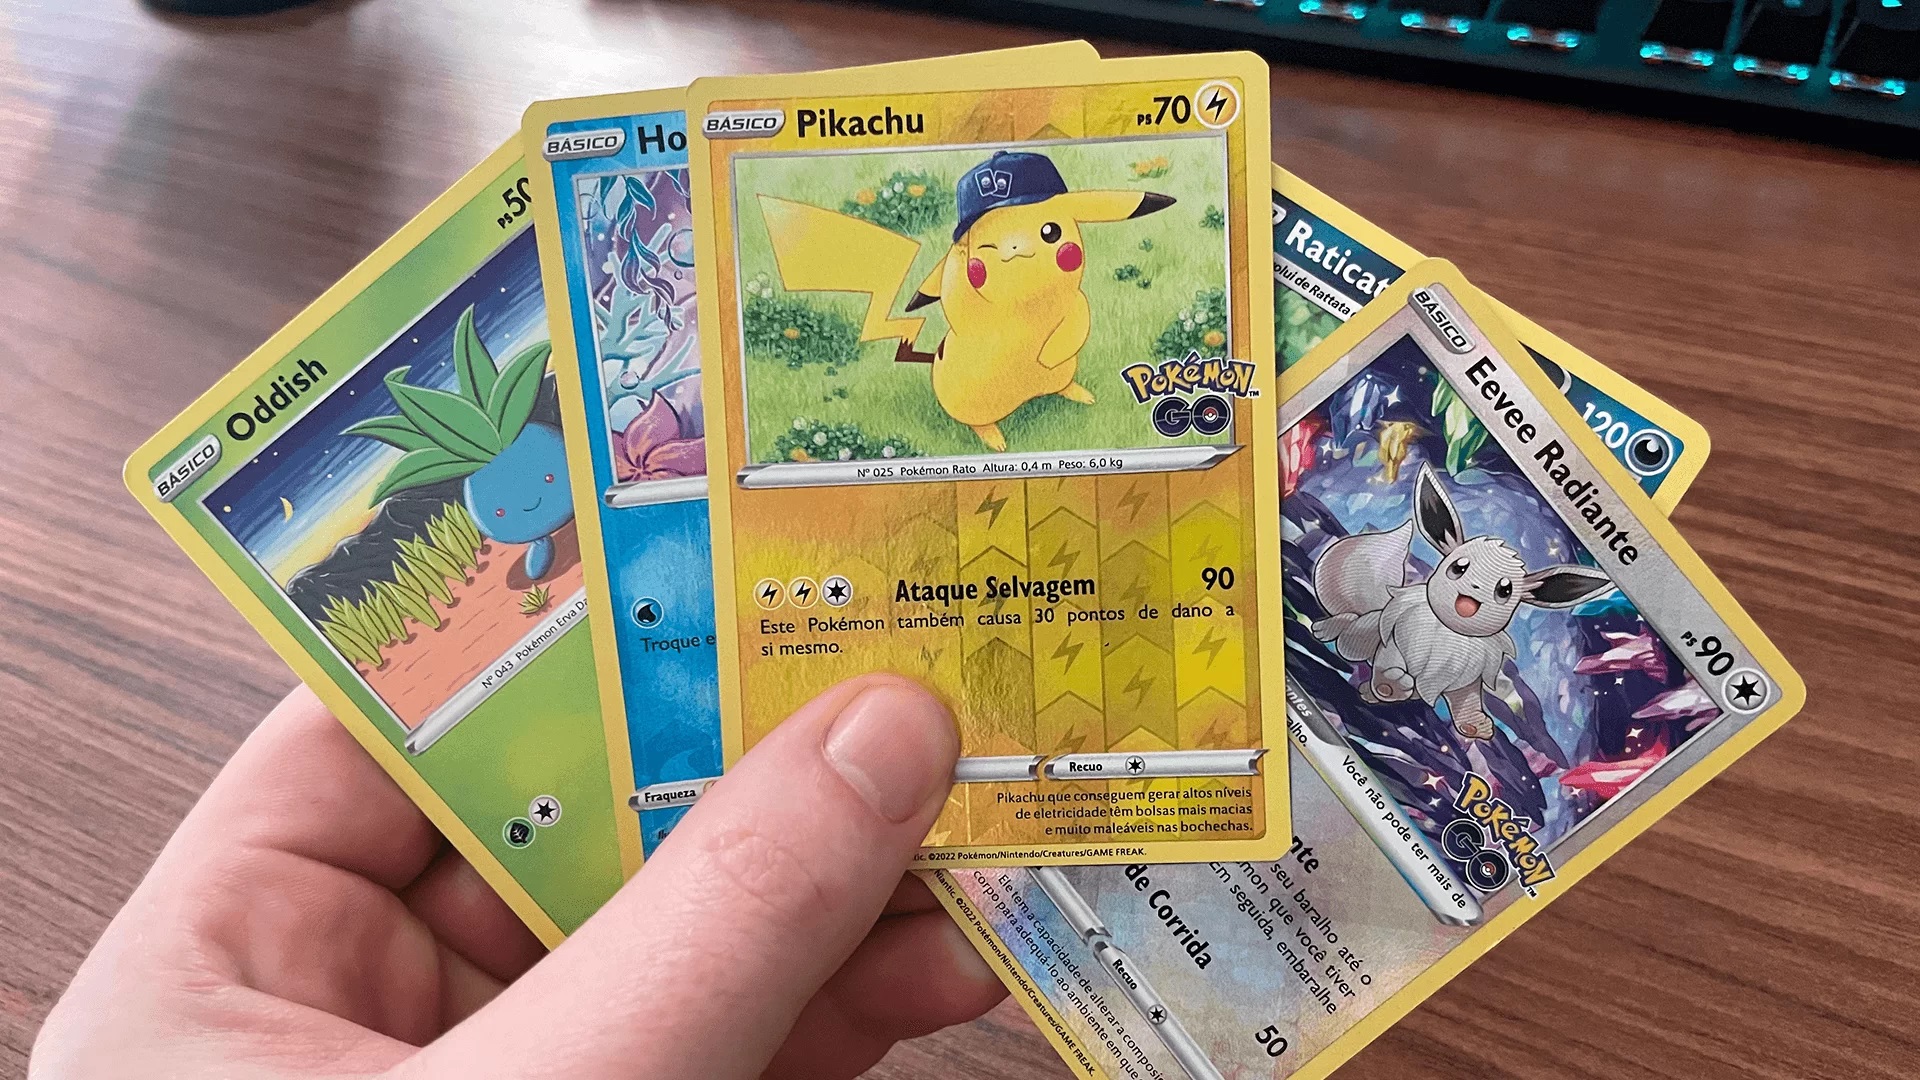 BÁSICO
Oddish
PS 50
Nº 043 Pokémon Erva
BÁSICO
Ho
Troque e
Fraqueza
BÁSICO
Pikachu
PS 70
POKÉMON™
GO
Nº 025 Pokémon Rato Altura: 0,4 m Peso: 6,0 kg
Ataque Selvagem 90
Este Pokémon também causa 30 pontos de dano a
si mesmo.
Recuo
Pikachu que conseguem gerar altos níveis
de eletricidade têm bolsas mais macias
e muito maleáveis nas bochechas.
©2022 Pokémon/Nintendo/Creatures/GAME FREAK.
Raticat
olui de Rattata
120
BÁSICO
Eevee Radiante
PS 90
POKÉMON™
GO
antes
alho.
Você não pode ter mais de
nte
seu baralho até o
mon que você tiver
Em seguida, embaralhe
de Corrida
50
Recuo
Ele tem a capacidade de alterar a composi
corpo para adequá-lo ao ambiente em que
Niantic. ©2022 Pokémon/Nintendo/Creatures/GAME FREAK.